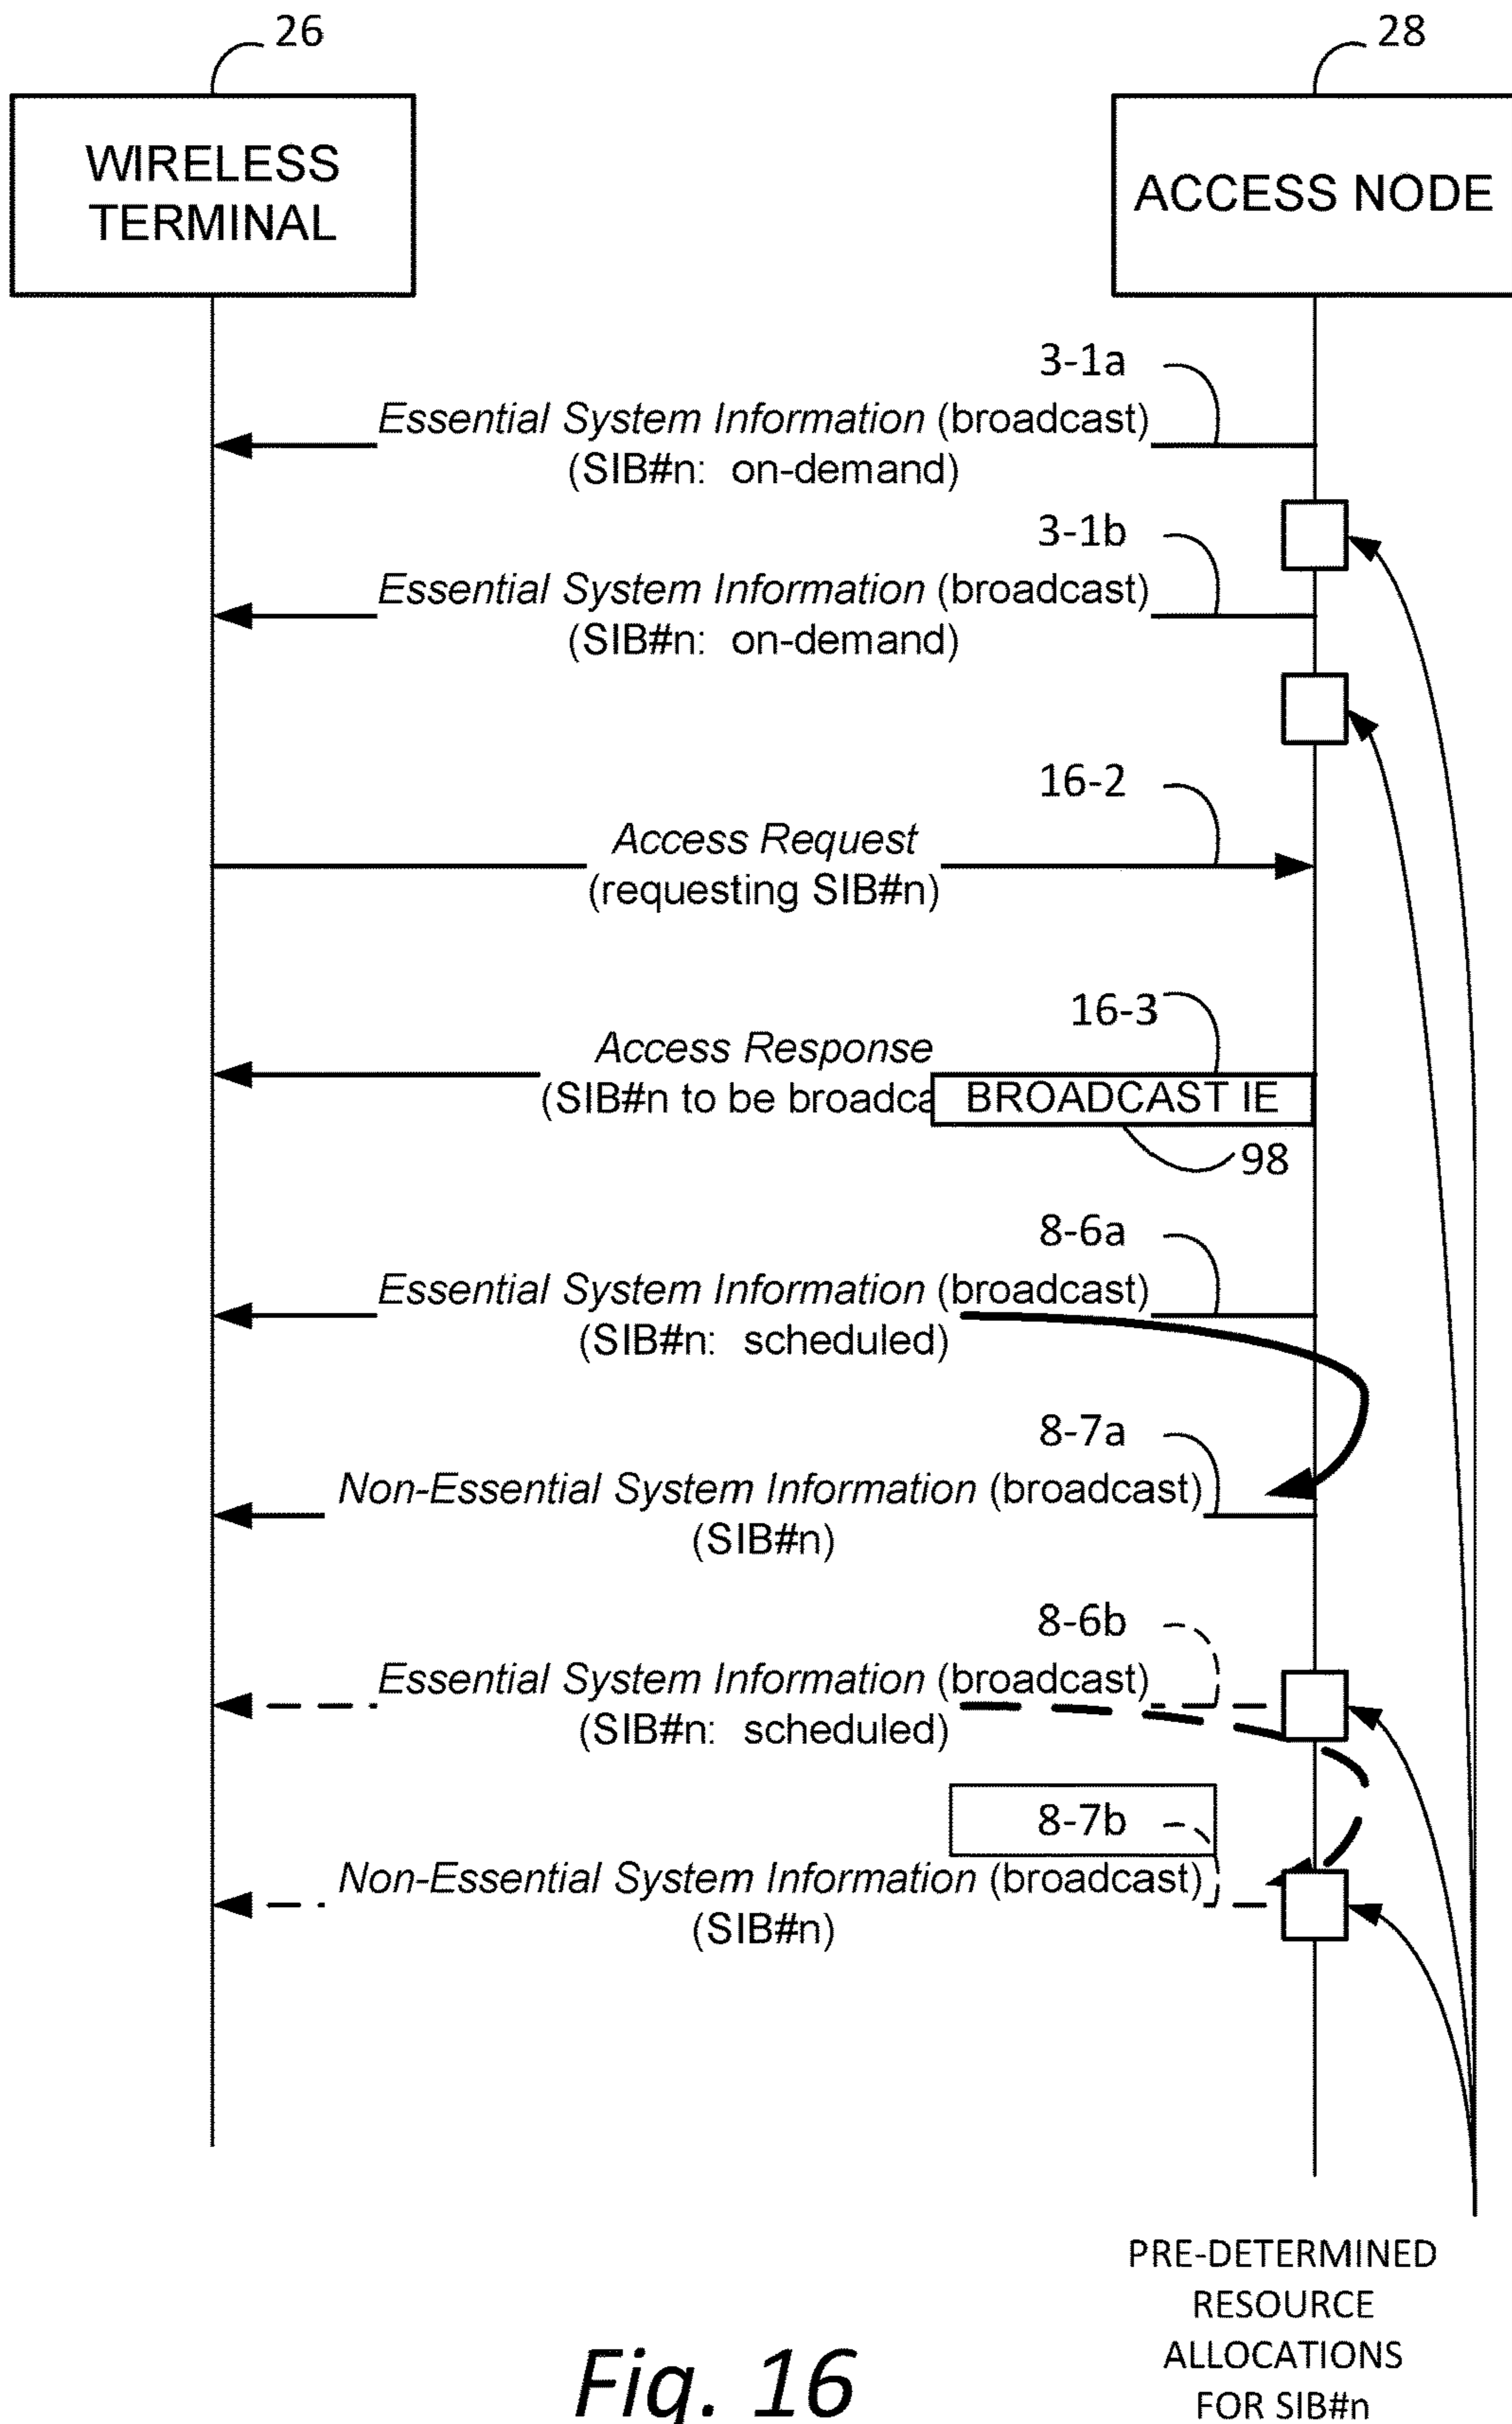 26
28
WIRELESS
TERMINAL
ACCESS NODE
3-1a
Essential System Information (broadcast)
(SIB#n: on-demand)
3-1b
Essential System Information (broadcast)
(SIB#n: on-demand)
16-2
Access Request
(requesting SIB#n)
16-3
Access Response
(SIB#n to be broadca
BROADCAST IE
98
8-6a
Essential System Information (broadcast)
(SIB#n: scheduled)
8-7a
Non-Essential System Information (broadcast)
(SIB#n)
8-6b
Essential System Information (broadcast)
(SIB#n: scheduled)
8-7b
Non-Essential System Information (broadcast)
(SIB#n)
PRE-DETERMINED
RESOURCE
ALLOCATIONS
FOR SIB#n
Fig. 16